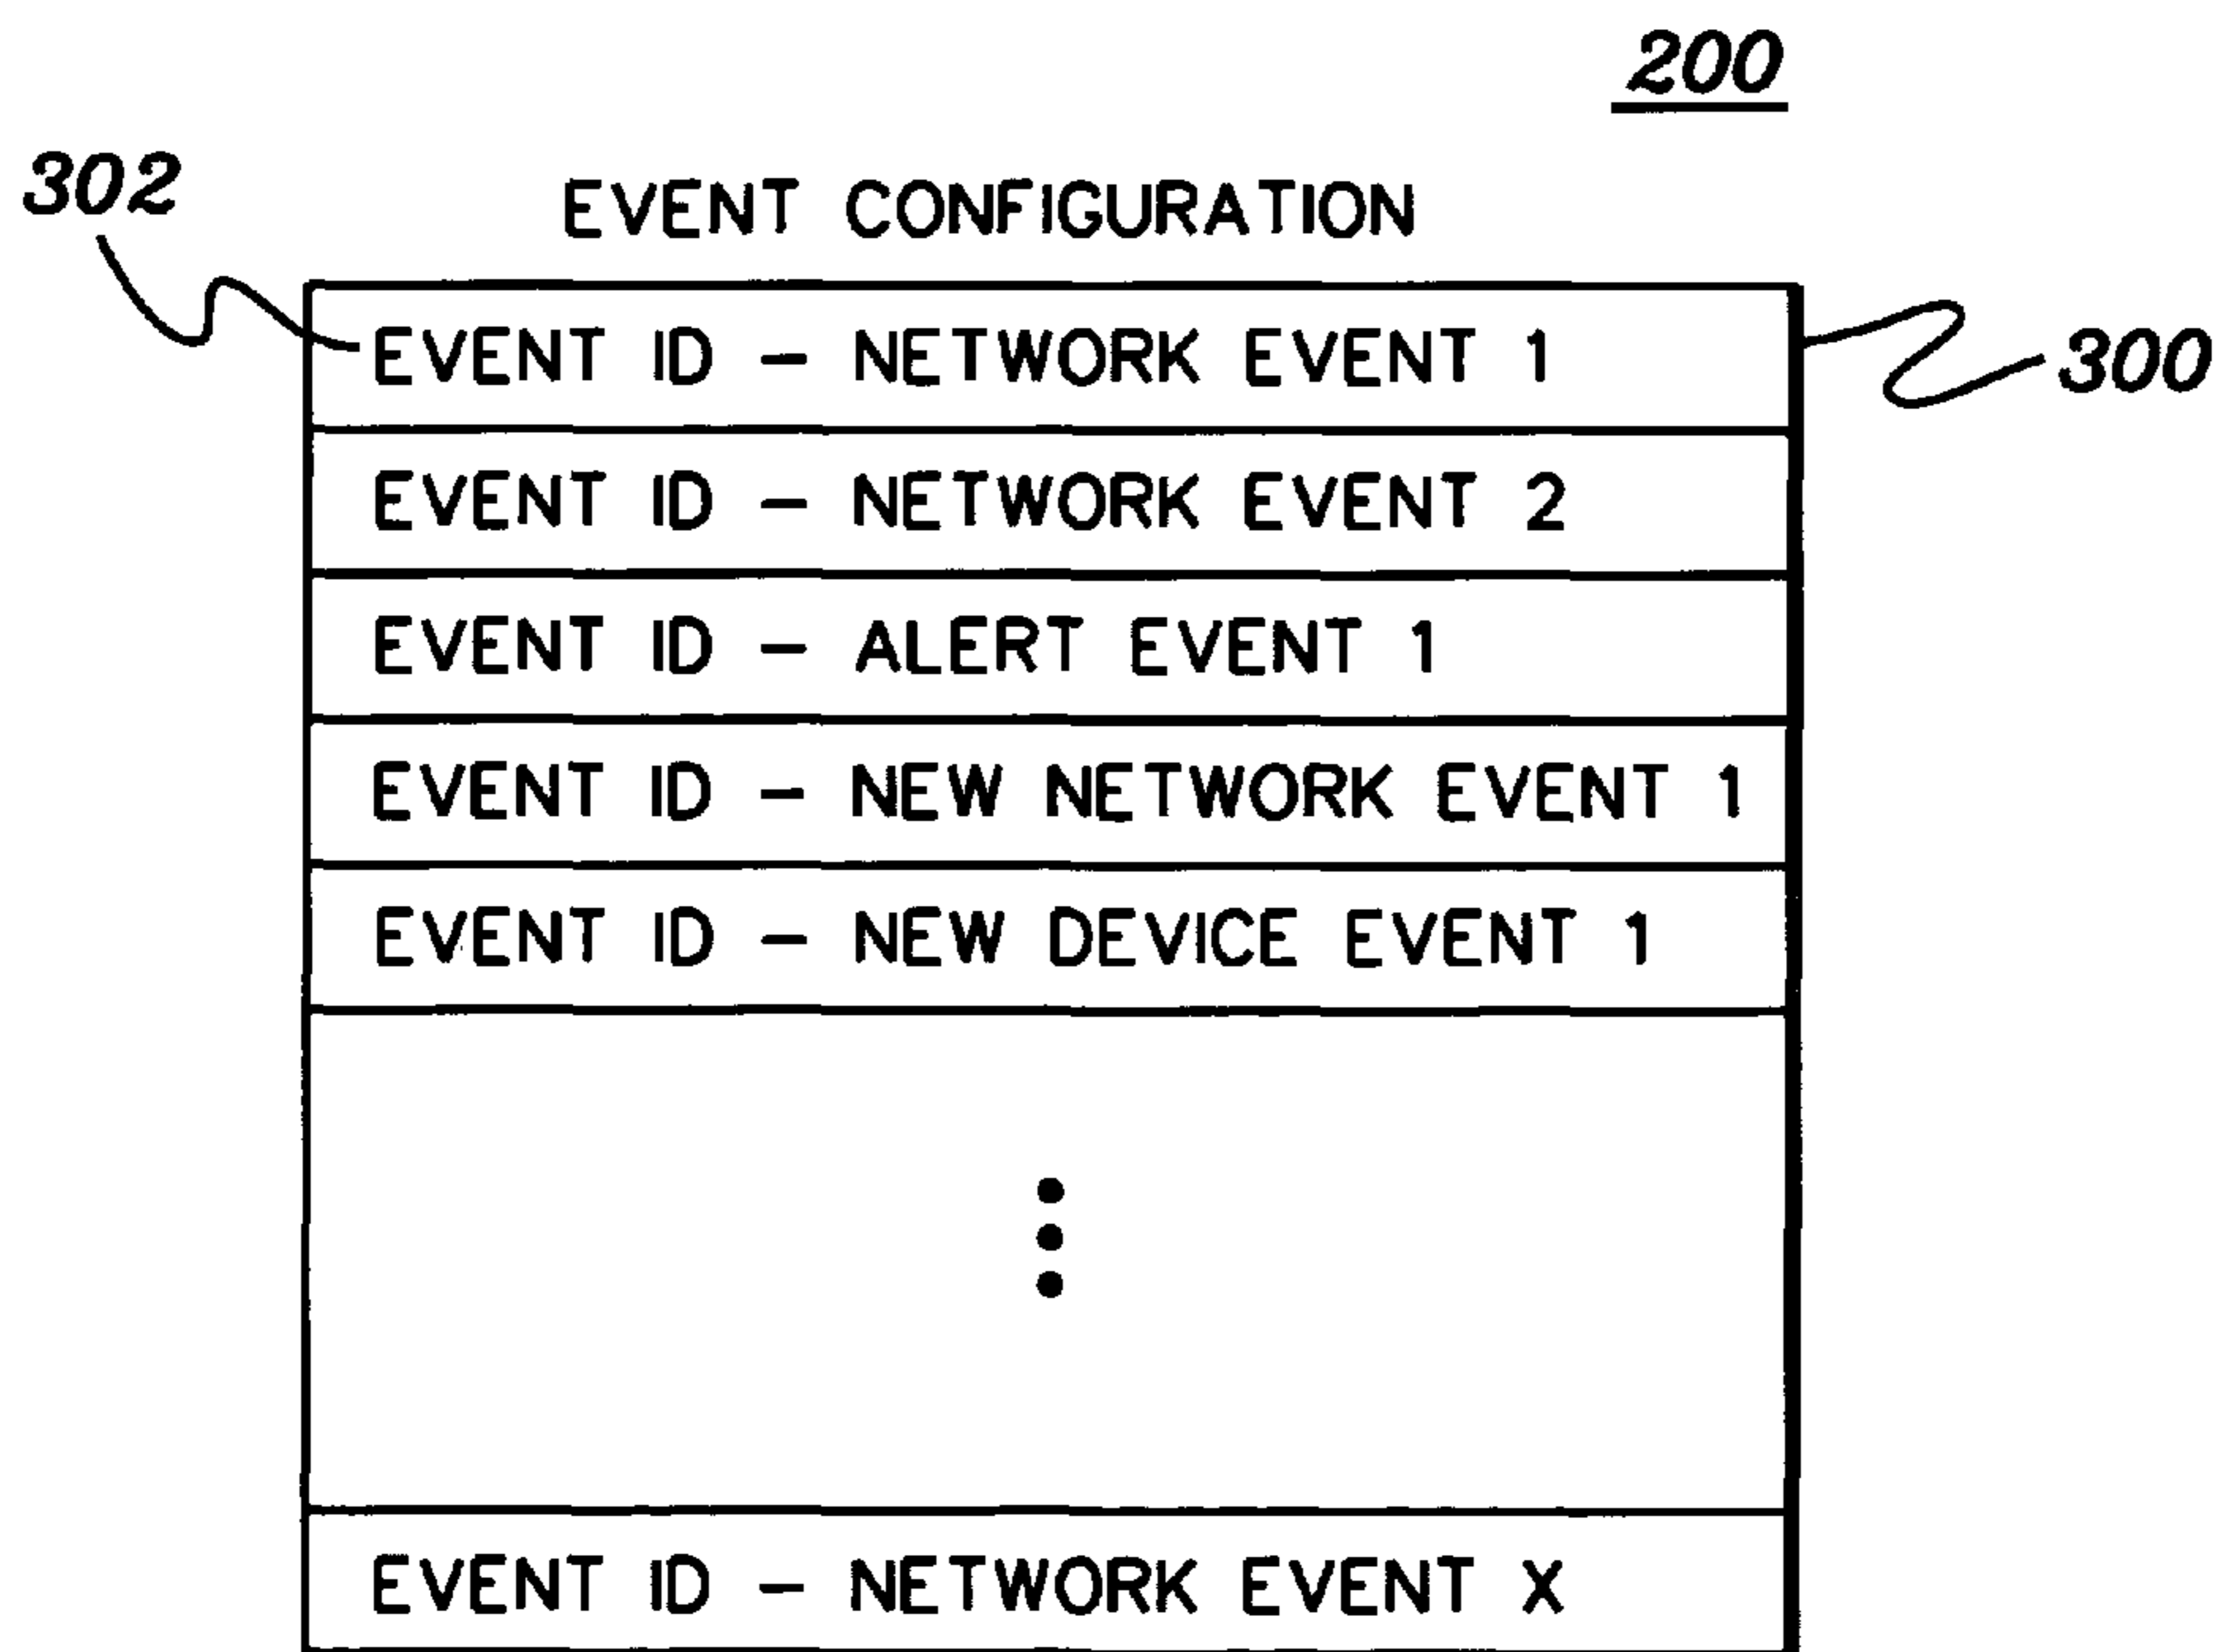 200
302
EVENT CONFIGURATION
EVENT ID - NETWORK EVENT 1
300
EVENT ID - NETWORK EVENT 2
EVENT ID - ALERT EVENT 1
EVENT ID - NEW NETWORK EVENT 1
EVENT ID - NEW DEVICE EVENT 1
EVENT ID - NETWORK EVENT X